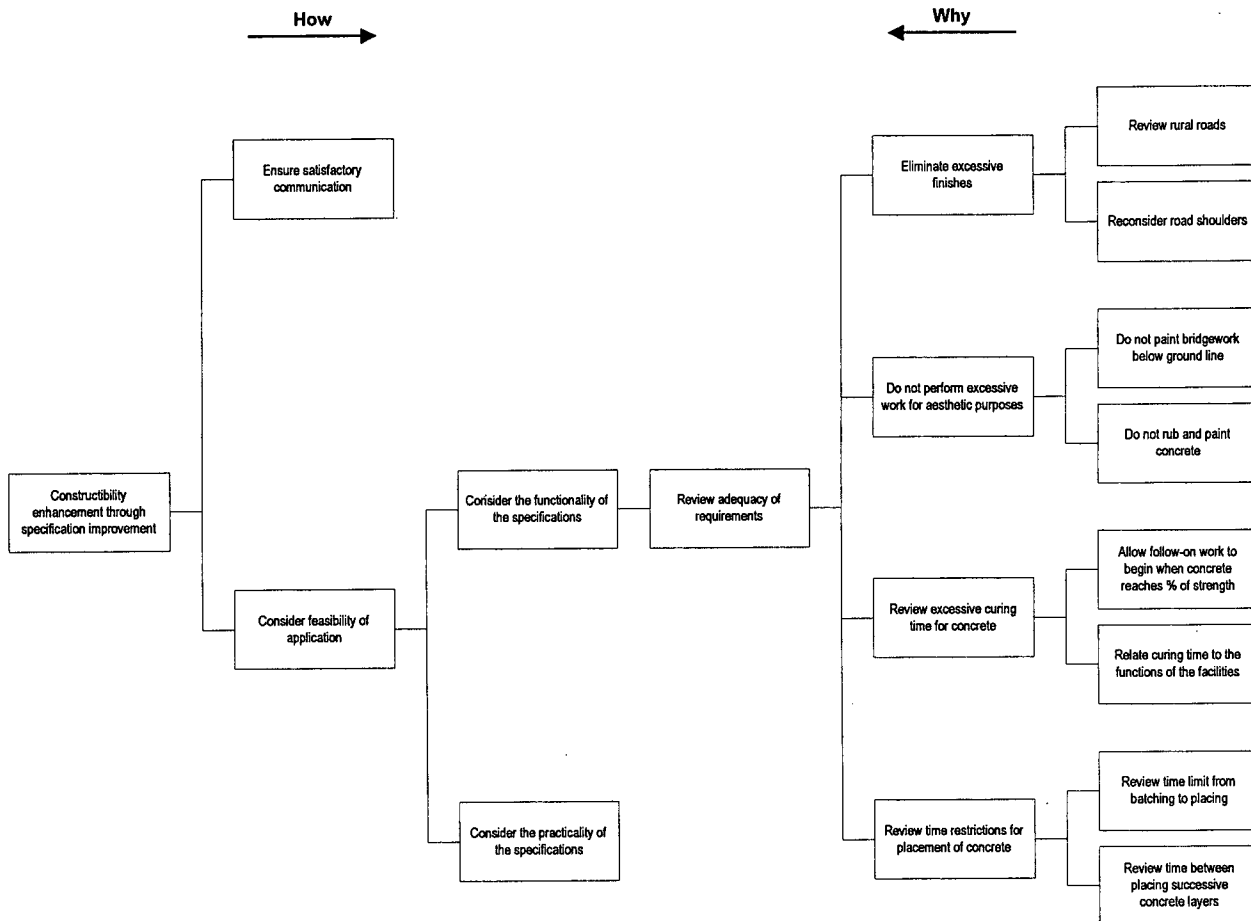 How
Why
Ensure satisfactory
communication
Eliminate excessive
finishes
Review rural roads
Reconsider road shoulders
Do not perform excessive
work for aesthetic purposes
Do not paint bridgework
below ground line
Do not rub and paint
concrete
Constructibility
enhancement through
specification improvement
Consider the functionality of
the specifications
Review adequacy of
requirements
Consider feasibility of
application
Review excessive curing
time for concrete
Allow follow-on work to
begin when concrete
reaches % of strength
Relate curing time to the
functions of the facilities
Consider the practicality of
the specifications
Review time restrictions for
placement of concrete
Review time limit from
batching to placing
Review time between
placing successive
concrete layers